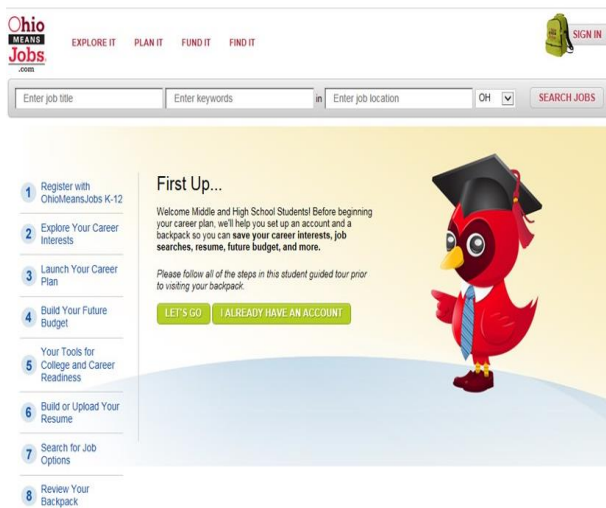 Ohio
MEANS
Jobs
.com
EXPLORE IT PLAN IT FUND IT FIND IT
SIGN IN
Enter job title Enter keywords in Enter job location OH SEARCH JOBS
1 Register with
OhioMeansJobs K-12
2 Explore Your Career
Interests
3 Launch Your Career
Plan
4 Build Your Future
Budget
5 Your Tools for
College and Career
Readiness
6 Build or Upload Your
Resume
7 Search for Job
Options
8 Review Your
Backpack
First Up...
Welcome Middle and High School Students! Before beginning
your career plan, we'll help you set up an account and a
backpack so you can save your career interests, job
searches, resume, future budget, and more.
Please follow all of the steps in this student guided tour prior
to visiting your backpack.
LET'S GO I ALREADY HAVE AN ACCOUNT